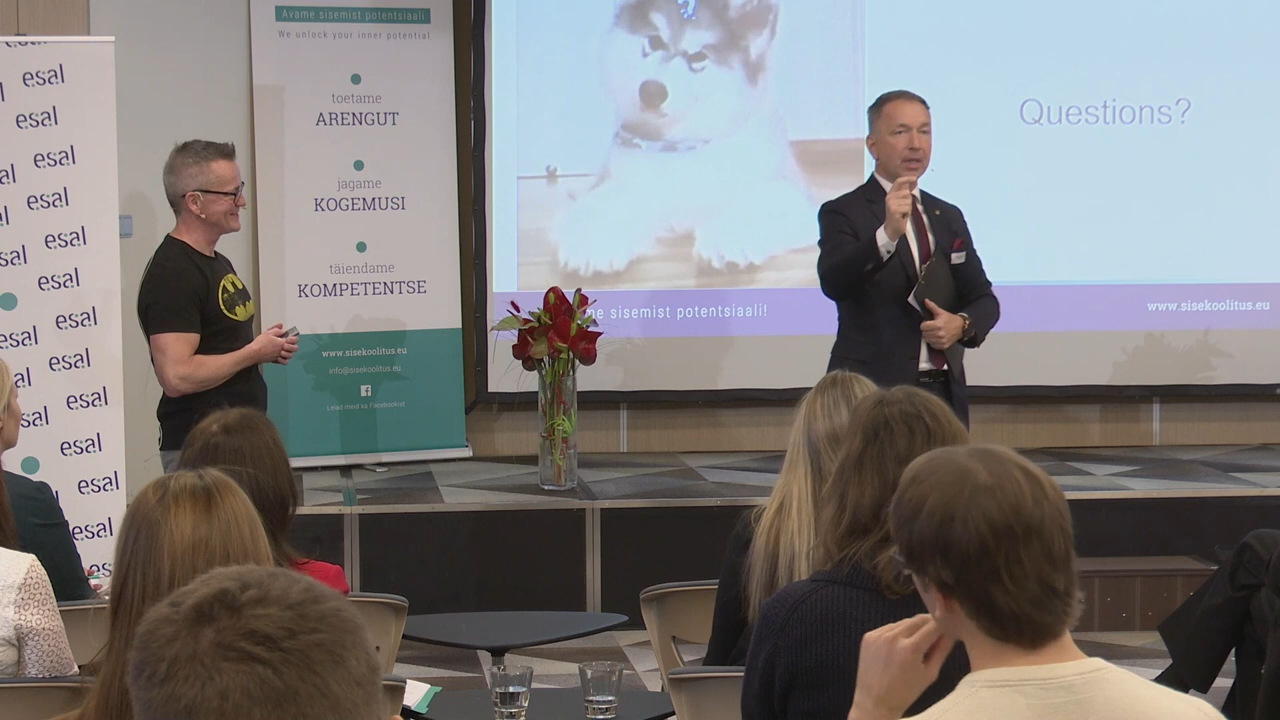 esal
esal
esal
esal
esal
esal
esal
esal
esal
esal
esal
esal
esal
esal
Avame sisemist potentsiaali
We unlock your inner potential
toetame
ARENGUT
jagame
KOGEMUSI
täiendame
KOMPETENTSE
www.sisekoolitus.eu
info@sisekoolitus.eu
Leiad meid ka Facebookist
Questions?
me sisemist potentsiaali!
www.sisekoolitus.eu